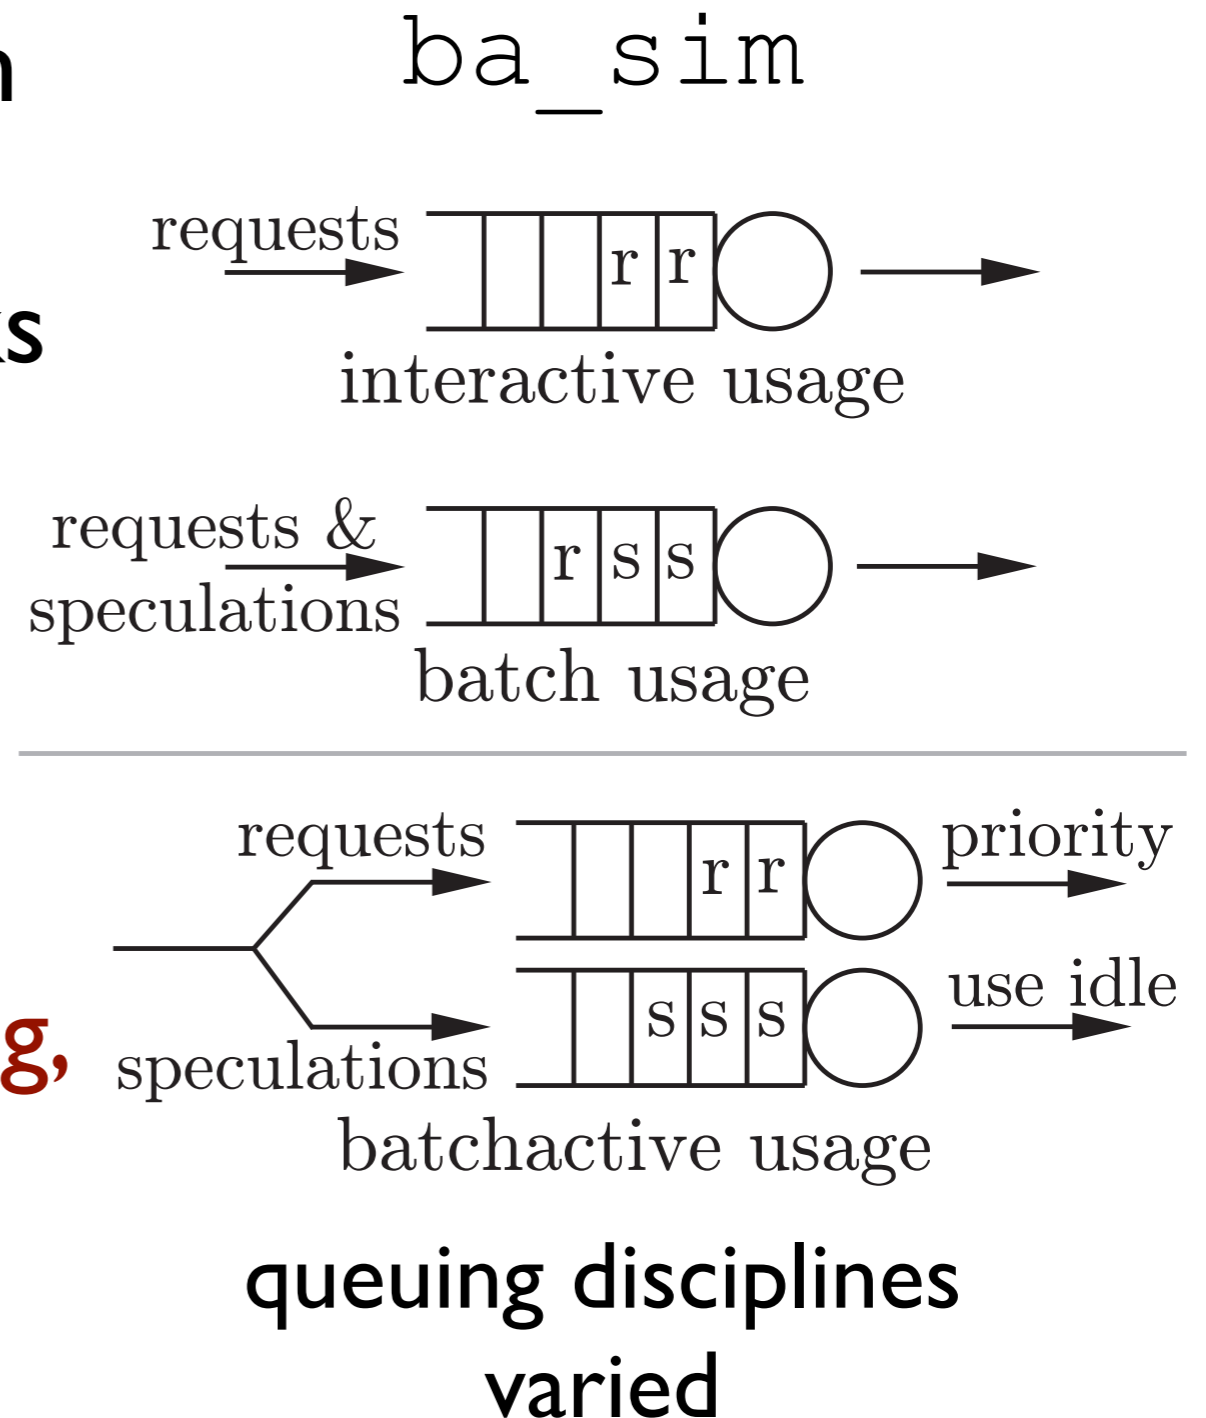 ba_sim
requests
r r
interactive usage
requests &
speculations
r s s
batch usage
requests
r r
priority
speculations
s s s
use idle
g,
batchactive usage
queuing disciplines
varied